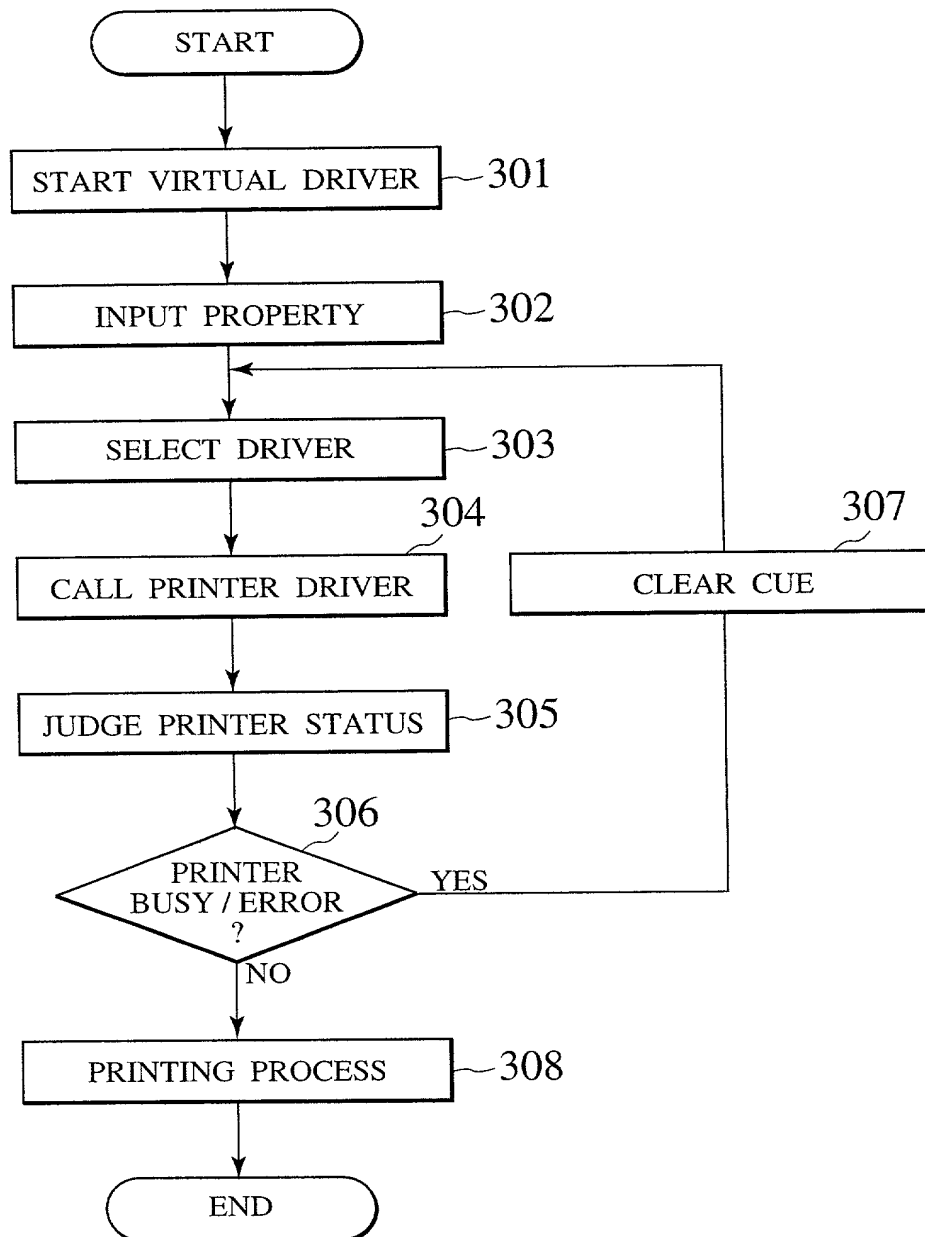 START
START VIRTUAL DRIVER
301
INPUT PROPERTY
302
SELECT DRIVER
303
304
CALL PRINTER DRIVER
307
CLEAR CUE
JUDGE PRINTER STATUS
305
306
PRINTER
BUSY / ERROR
?
YES
NO
PRINTING PROCESS
308
END